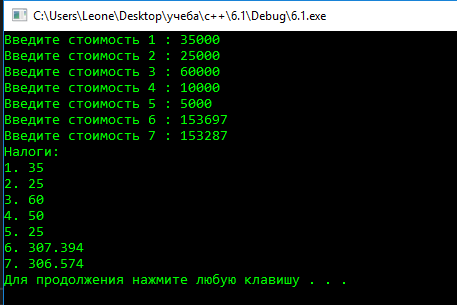 C:\Users\Leone\Desktop\учеба\c++\6.1\Debug\6.1.exe
Введите стоимость 1 : 35000
Введите стоимость 2 : 25000
Введите стоимость 3 : 60000
Введите стоимость 4 : 10000
Введите стоимость 5 : 5000
Введите стоимость 6 : 153697
Введите стоимость 7 : 153287
Налоги:
1. 35
2. 25
3. 60
4. 50
5. 25
6. 307.394
7. 306.574
Для продолжения нажмите любую клавишу . . .